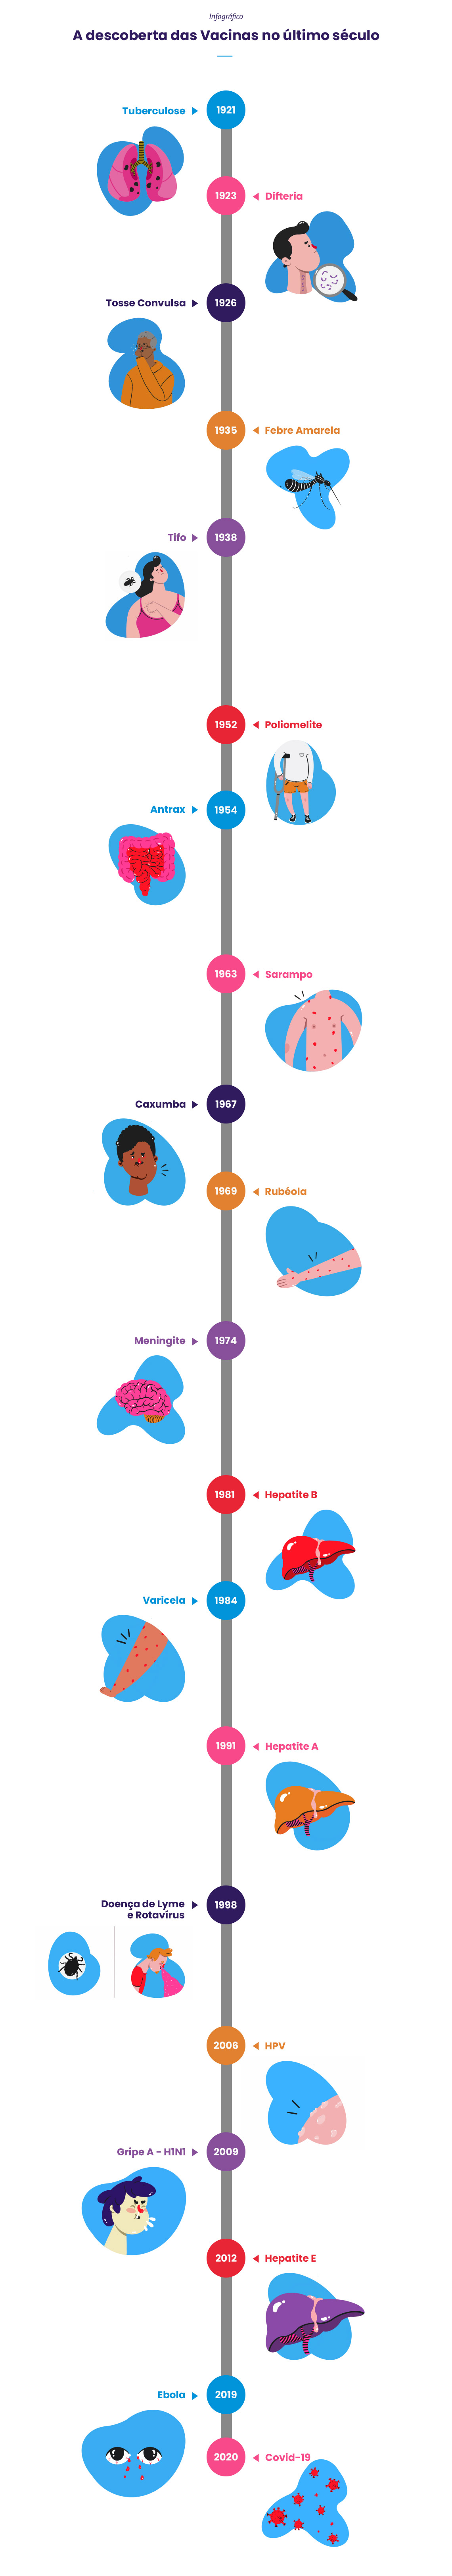 Infográfico
A descoberta das Vacinas no último século
Tuberculose
1921
1923
Difteria
Tosse Convulsa
1926
1935
Febre Amarela
Tifo
1938
1952
Poliomelite
Antrax
1954
1963
Sarampo
Caxumba
1967
1969
Rubéola
Meningite
1974
1981
Hepatite B
Varicela
1984
1991
Hepatite A
Doença de Lyme
e Rotavírus
1998
2006
HPV
Gripe A - H1N1
2009
2012
Hepatite E
Ebola
2019
2020
Covid-19